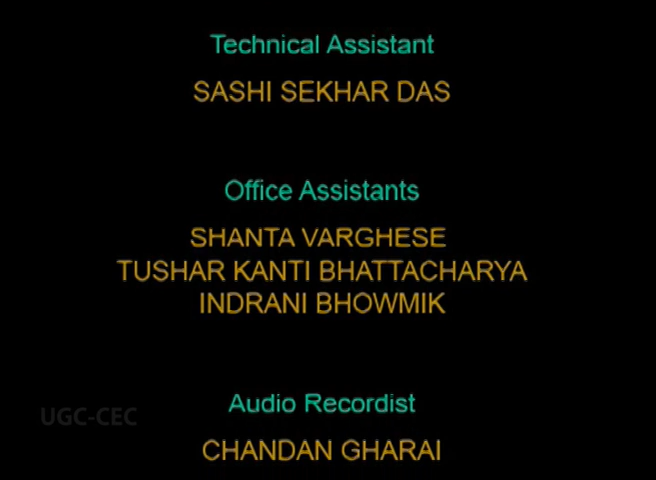 Technical Assistant
SASHI SEKHAR DAS
Office Assistants
SHANTA VARGHESE
TUSHAR KANTI BHATTACHARYA
INDRANI BHOWMIK
Audio Recordist
UGC-CEC
CHANDAN GHARAI